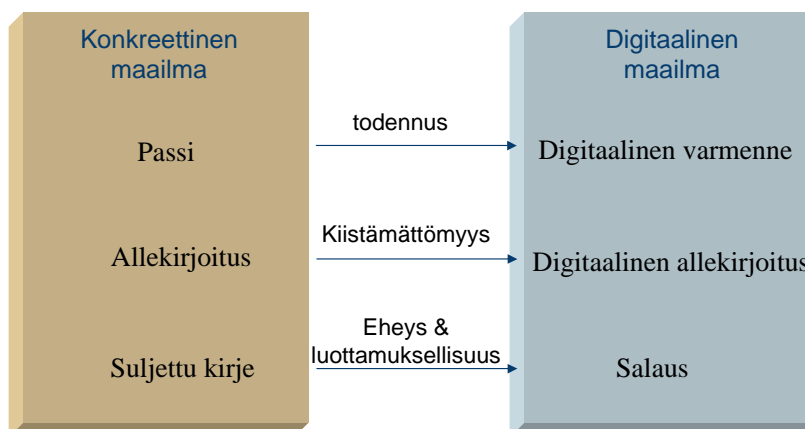 Konkreettinen
maailma
Digitaalinen
maailma
Passi
todennus
Digitaalinen varmenne
Allekirjoitus
Kiistämättömyys
Digitaalinen allekirjoitus
Suljettu kirje
Eheys &
luottamuksellisuus
Salaus